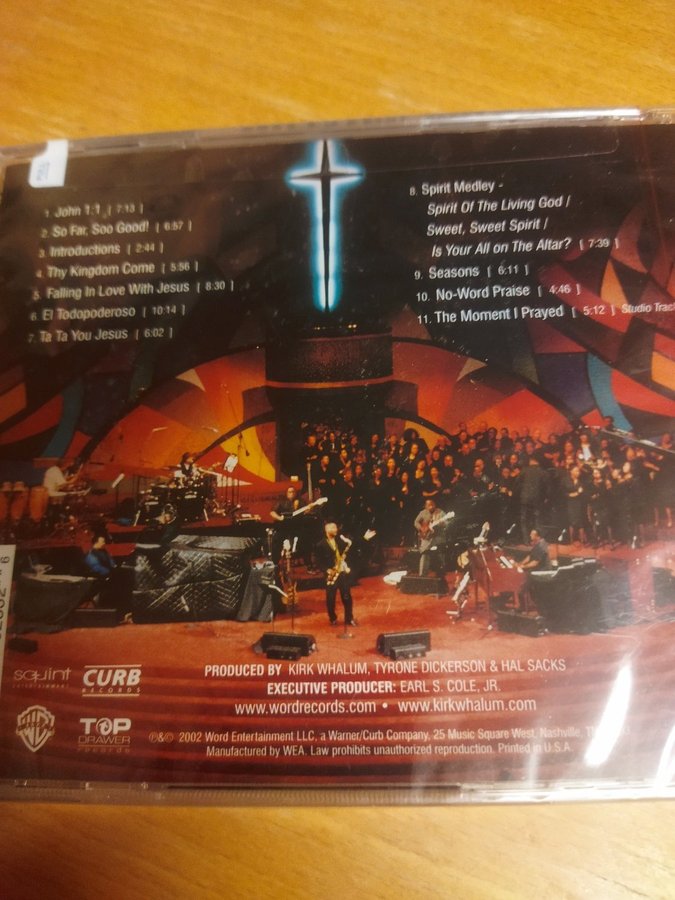 1. John 1:1 [ 7:13 ]
2. So Far, Soo Good! [ 6:57 ]
3. Introductions [ 2:44 ]
4. Thy Kingdom Come [ 5:56 ]
5. Falling In Love With Jesus [ 8:30 ]
6. El Todopoderoso [ 10:14 ]
7. Ta Ta You Jesus [ 6:02 ]
8. Spirit Medley -
Spirit Of The Living God /
Sweet, Sweet Spirit /
Is Your All on The Altar? [ 7:39 ]
9. Seasons [ 6:11 ]
10. No-Word Praise [ 4:46 ]
11. The Moment I Prayed [ 5:12 ] Studio Trac
PRODUCED BY KIRK WHALUM, TYRONE DICKERSON & HAL SACKS
EXECUTIVE PRODUCER: EARL S. COLE, JR.
www.wordrecords.com • www.kirkwhalum.com
squint
entertainment
CURB
RECORDS
TOP
DRAWER
records
℗&© 2002 Word Entertainment LLC, a Warner/Curb Company, 25 Music Square West, Nashville,
Manufactured by WEA. Law prohibits unauthorized reproduction. Printed in U.S.A.